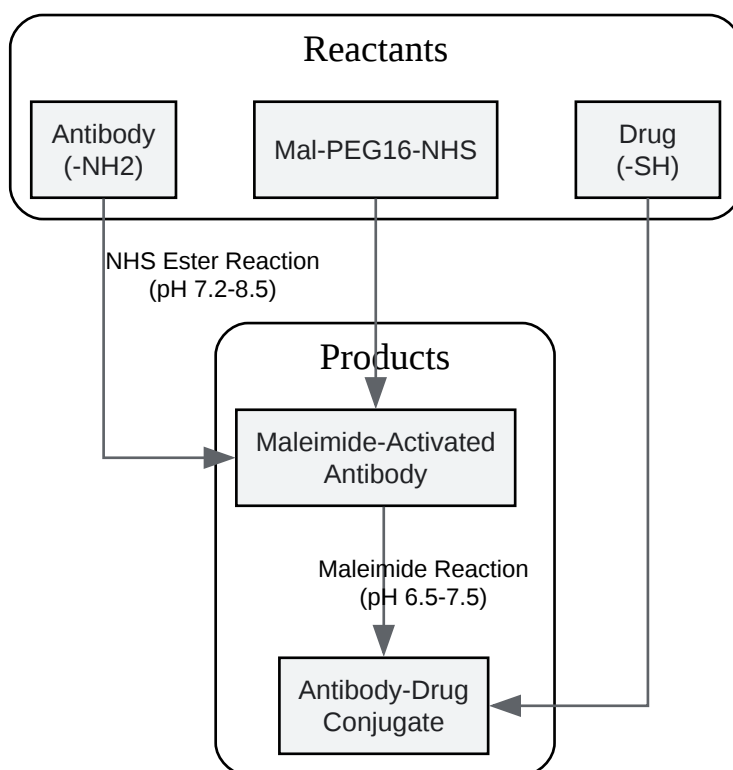 Reactants
Antibody
(-NH2)
Mal-PEG16-NHS
Drug
(-SH)
NHS Ester Reaction
(pH 7.2-8.5)
Products
Maleimide-Activated
Antibody
Maleimide Reaction
(pH 6.5-7.5)
Antibody-Drug
Conjugate